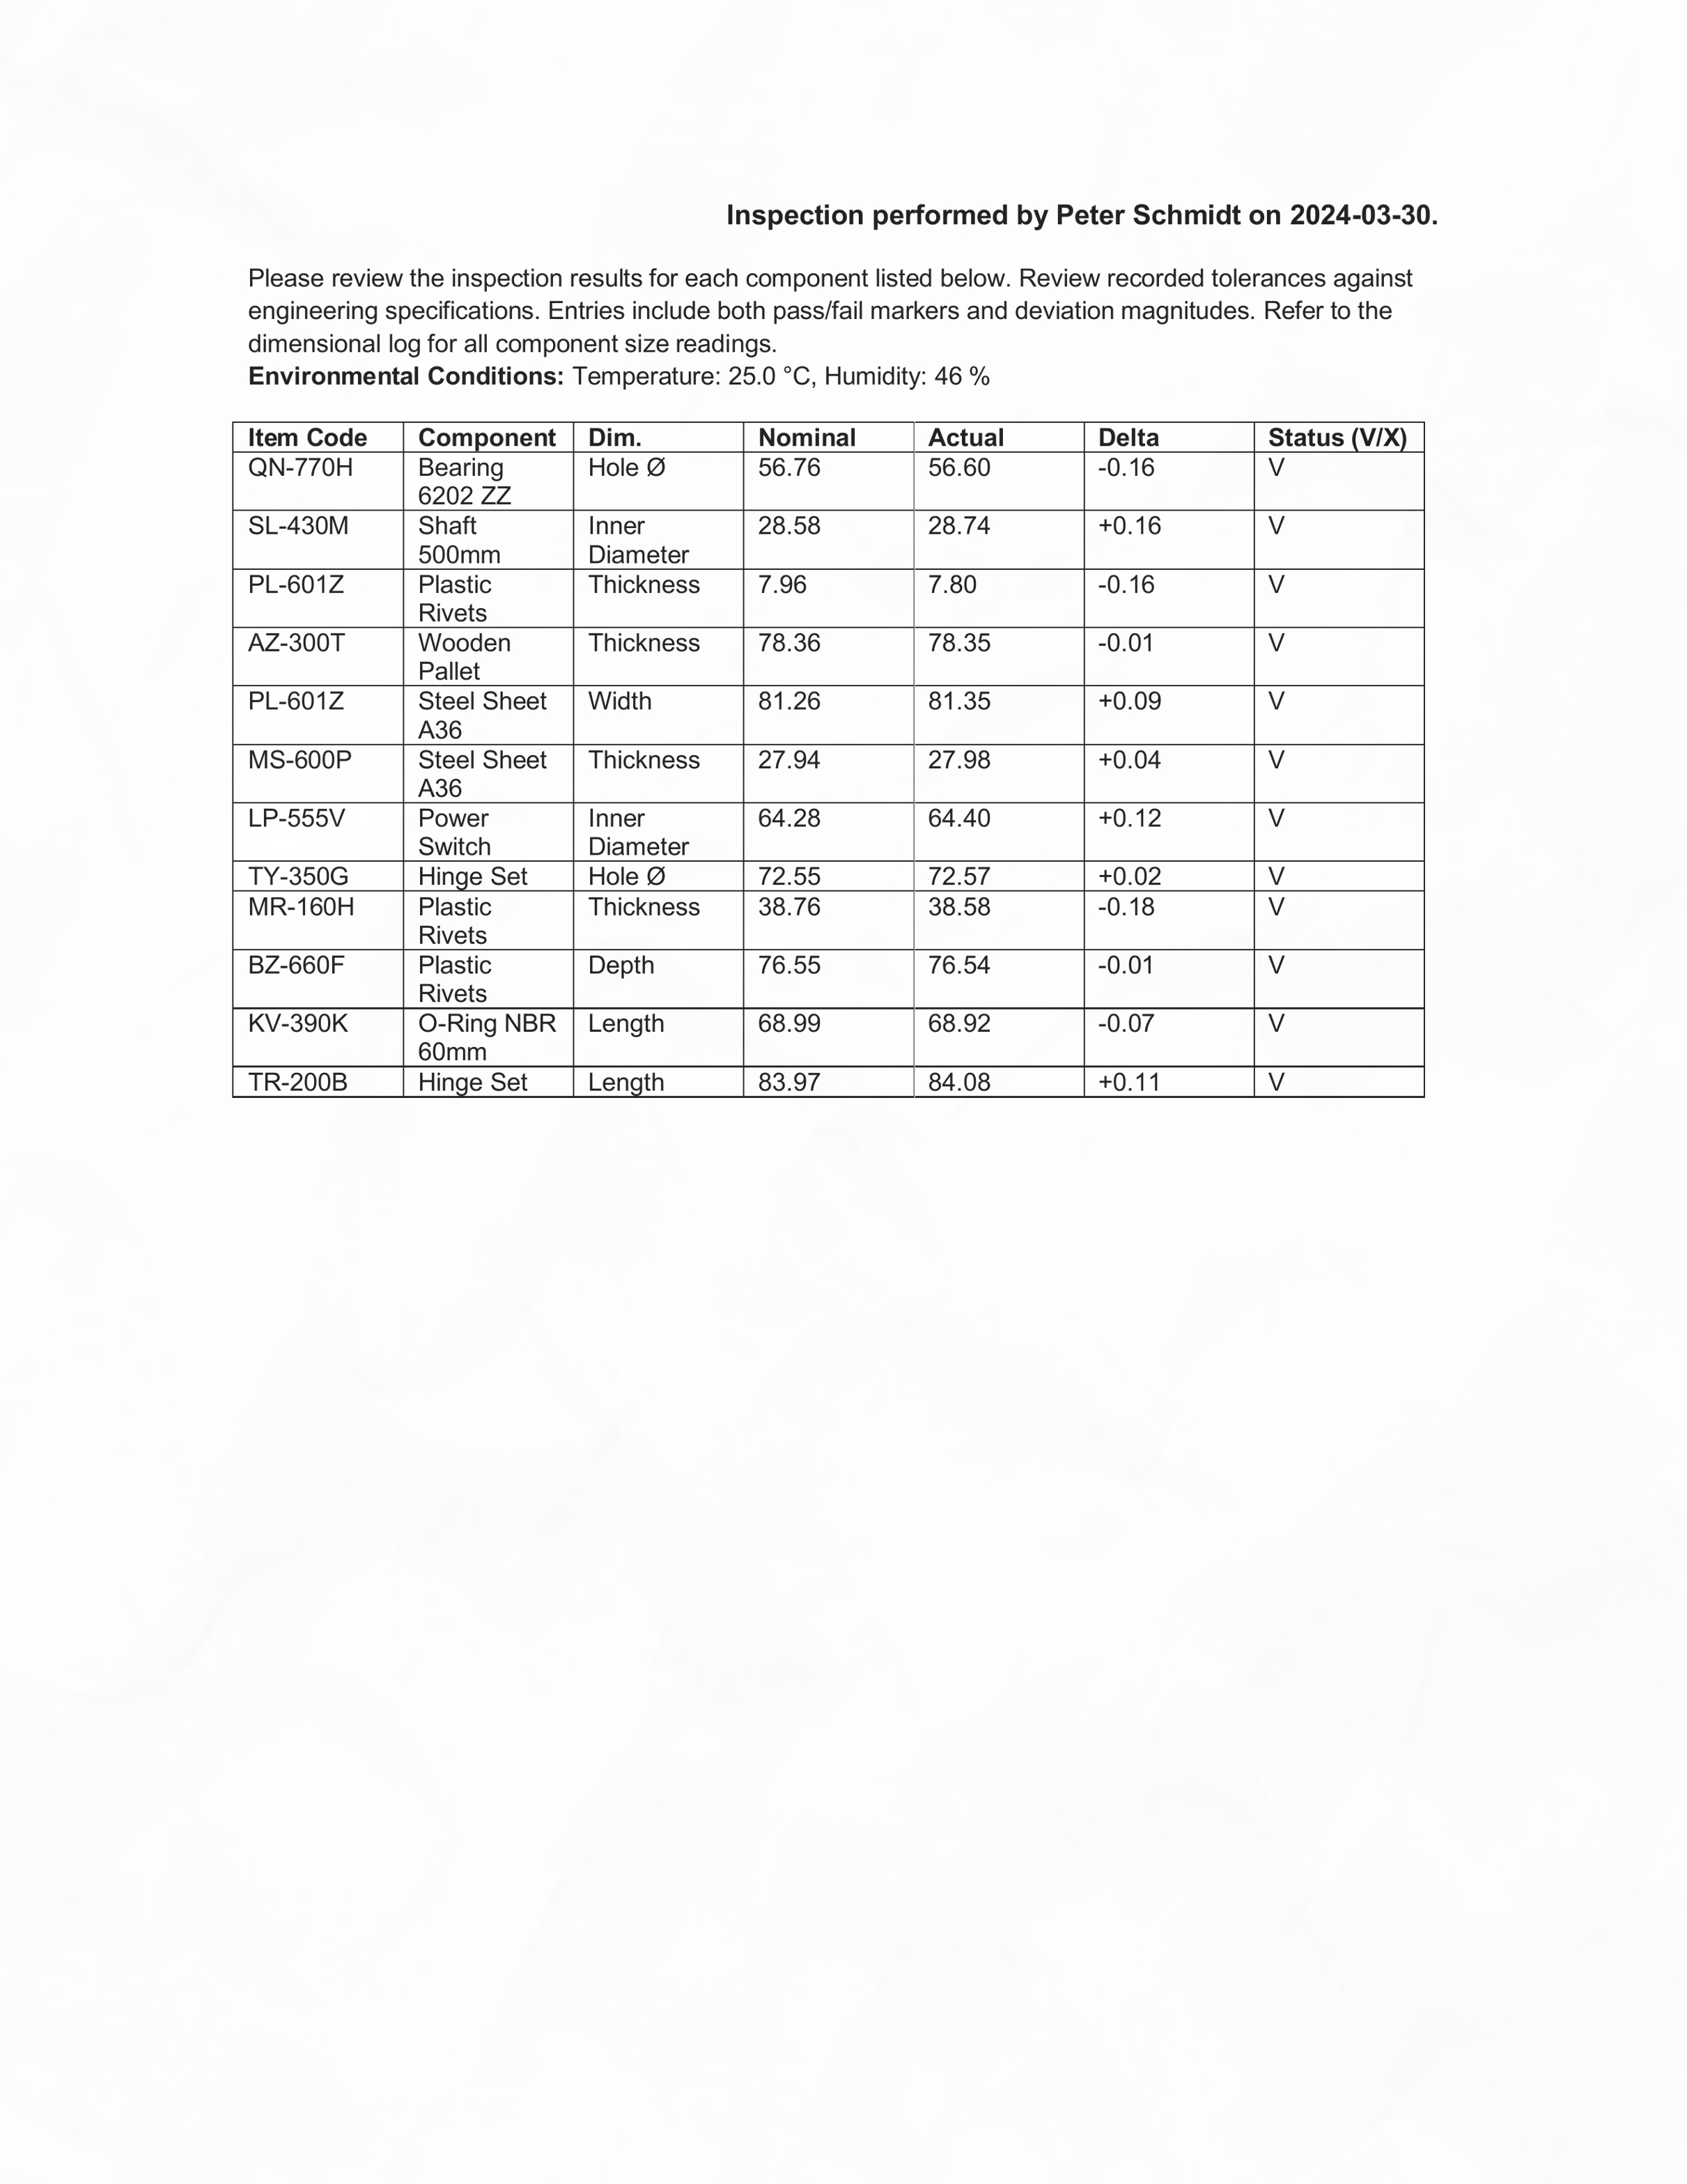 Inspection performed by Peter Schmidt on 2024-03-30.
Please review the inspection results for each component listed below. Review recorded tolerances against
engineering specifications. Entries include both pass/fail markers and deviation magnitudes. Refer to the
dimensional log for all component size readings.
Environmental Conditions: Temperature: 25.0 °C, Humidity: 46 %
Item Code Component Dim. Nominal Actual Delta Status (V/X)
QN-770H Bearing Hole Ø 56.76 56.60 -0.16 V
6202 ZZ
SL-430M Shaft Inner 28.58 28.74 +0.16 V
500mm Diameter
PL-601Z Plastic Thickness 7.96 7.80 -0.16 V
Rivets
AZ-300T Wooden Thickness 78.36 78.35 -0.01 V
Pallet
PL-601Z Steel Sheet Width 81.26 81.35 +0.09 V
A36
MS-600P Steel Sheet Thickness 27.94 27.98 +0.04 V
A36
LP-555V Power Inner 64.28 64.40 +0.12 V
Switch Diameter
TY-350G Hinge Set Hole Ø 72.55 72.57 +0.02 V
MR-160H Plastic Thickness 38.76 38.58 -0.18 V
Rivets
BZ-660F Plastic Depth 76.55 76.54 -0.01 V
Rivets
KV-390K O-Ring NBR Length 68.99 68.92 -0.07 V
60mm
TR-200B Hinge Set Length 83.97 84.08 +0.11 V